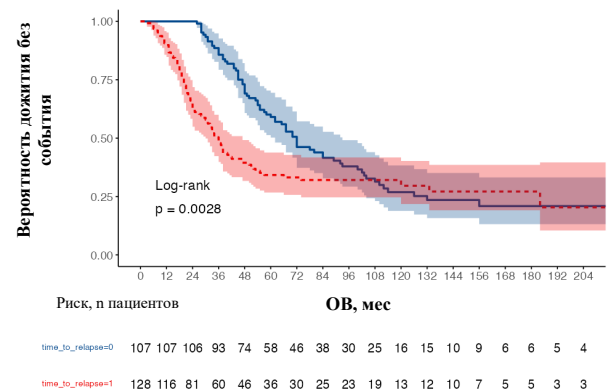 Вероятность дожития без
события
1.00
0.75
0.50
0.25
0.00
Log-rank
p = 0.0028
0 12 24 36 48 60 72 84 96 108 120 132 144 156 168 180 192 204
Риск, n пациентов
ОВ, мес
time_to_relapse=0 107 107 106 93 74 58 46 38 30 25 16 15 10 9 6 6 5 4
time_to_relapse=1 128 116 81 60 46 36 30 25 23 19 13 12 10 7 5 5 3 3